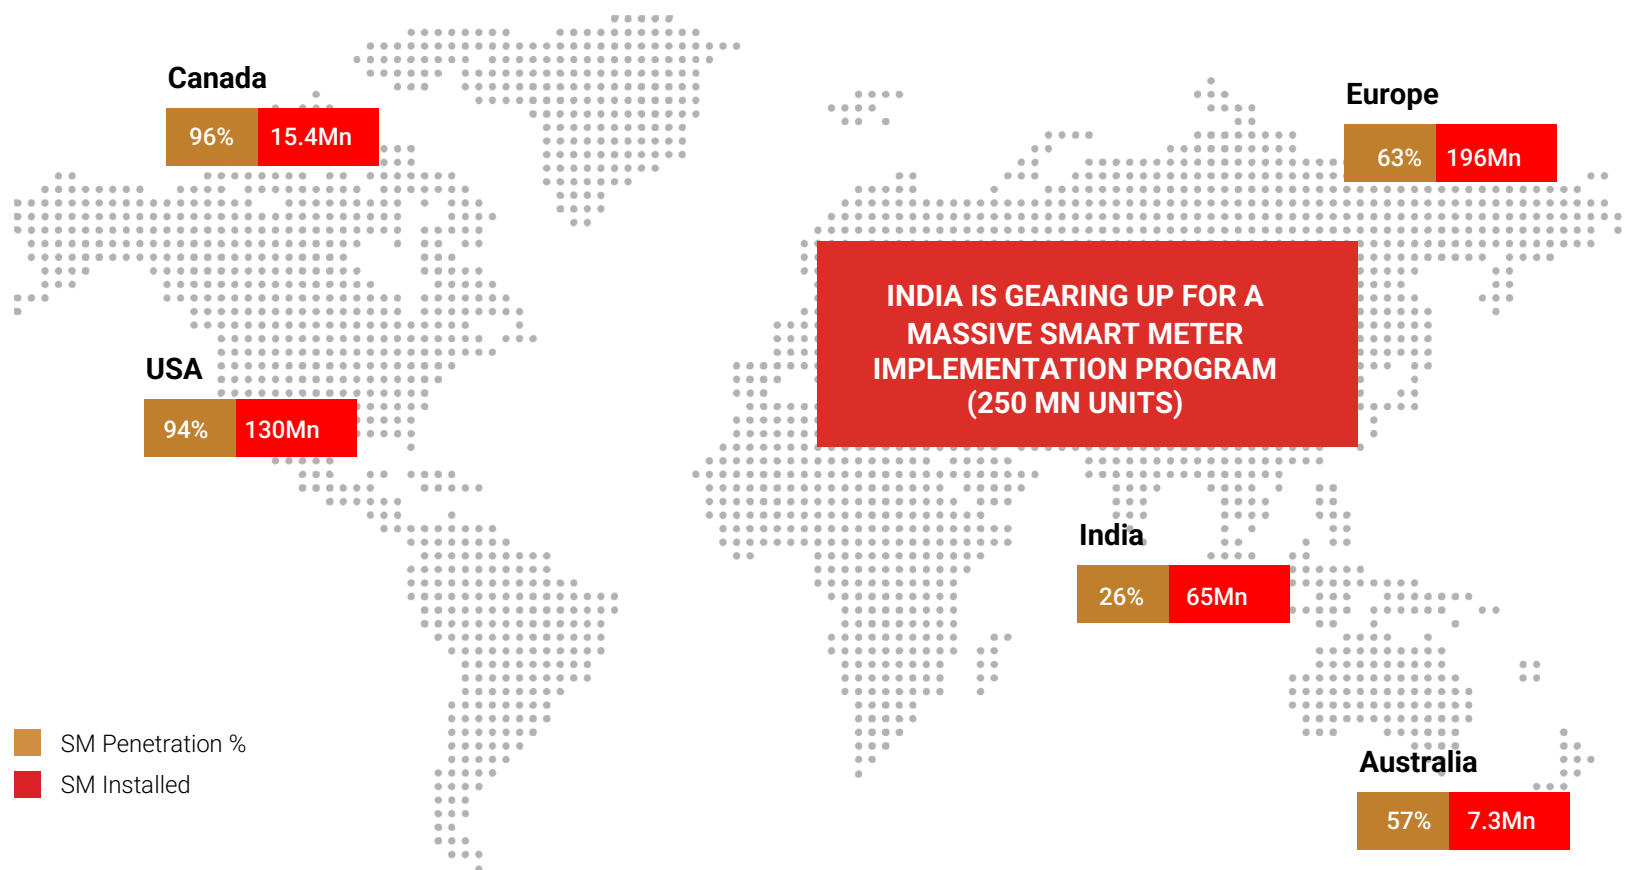 Canada
96% 15.4Mn
Europe
63% 196Mn
INDIA IS GEARING UP FOR A
MASSIVE SMART METER
IMPLEMENTATION PROGRAM
(250 MN UNITS)
USA
94% 130Mn
India
26% 65Mn
SM Penetration %
SM Installed
Australia
57% 7.3Mn